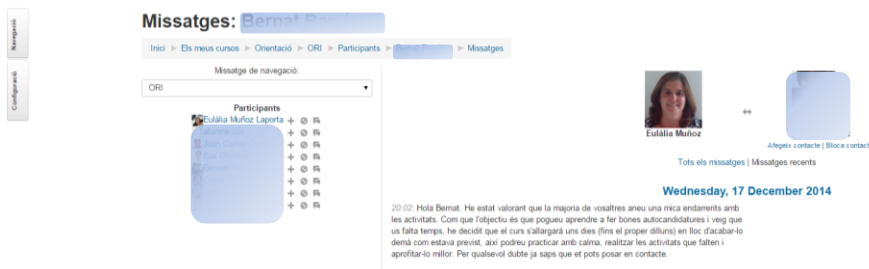 Navegació
Configuració
Missatges: Bernat
Inici ► Els meus cursos ► Orientació ► ORI ► Participants ► ► Missatges
Missatge de navegació:
ORI
Participants
Eulàlia Muñoz Laporta
Eulàlia Muñoz
Afegeix contacte | Bloca contact
Tots els missatges | Missatges recents
Wednesday, 17 December 2014
20:02: Hola Bernat. He estat valorant que la majoria de vosaltres aneu una mica endarrerits amb
les activitats. Com que l'objectiu és que pogueu aprendre a fer bones autocandidatures i veig que
us falta temps, he decidit que el curs s'allargarà uns dies (fins el proper dilluns) en lloc d'acabar-lo
demà com estava previst, així podreu practicar amb calma, realitzar les activitats que falten i
aprofitar-lo millor. Per qualsevol dubte ja saps que et pots posar en contacte.